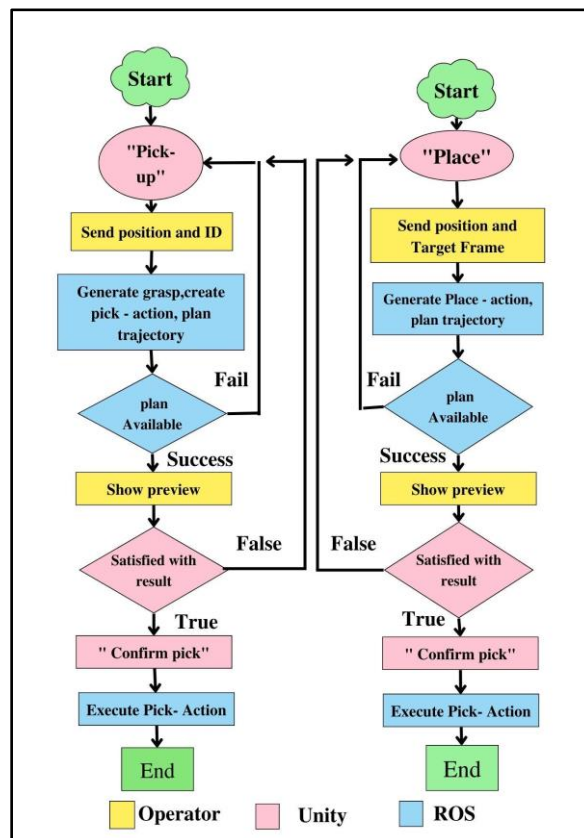 Start
"Pick-
up"
Send position and ID
Generate grasp,create
pick - action, plan
trajectory
Fail
plan
Available
Success
Show preview
False
Satisfied with
result
True
" Confirm pick"
Execute Pick- Action
End
Start
"Place"
Send position and
Target Frame
Generate Place - action,
plan trajectory
Fail
plan
Available
Success
Show preview
False
Satisfied with
result
True
" Confirm pick"
Execute Pick- Action
End
Operator
Unity
ROS